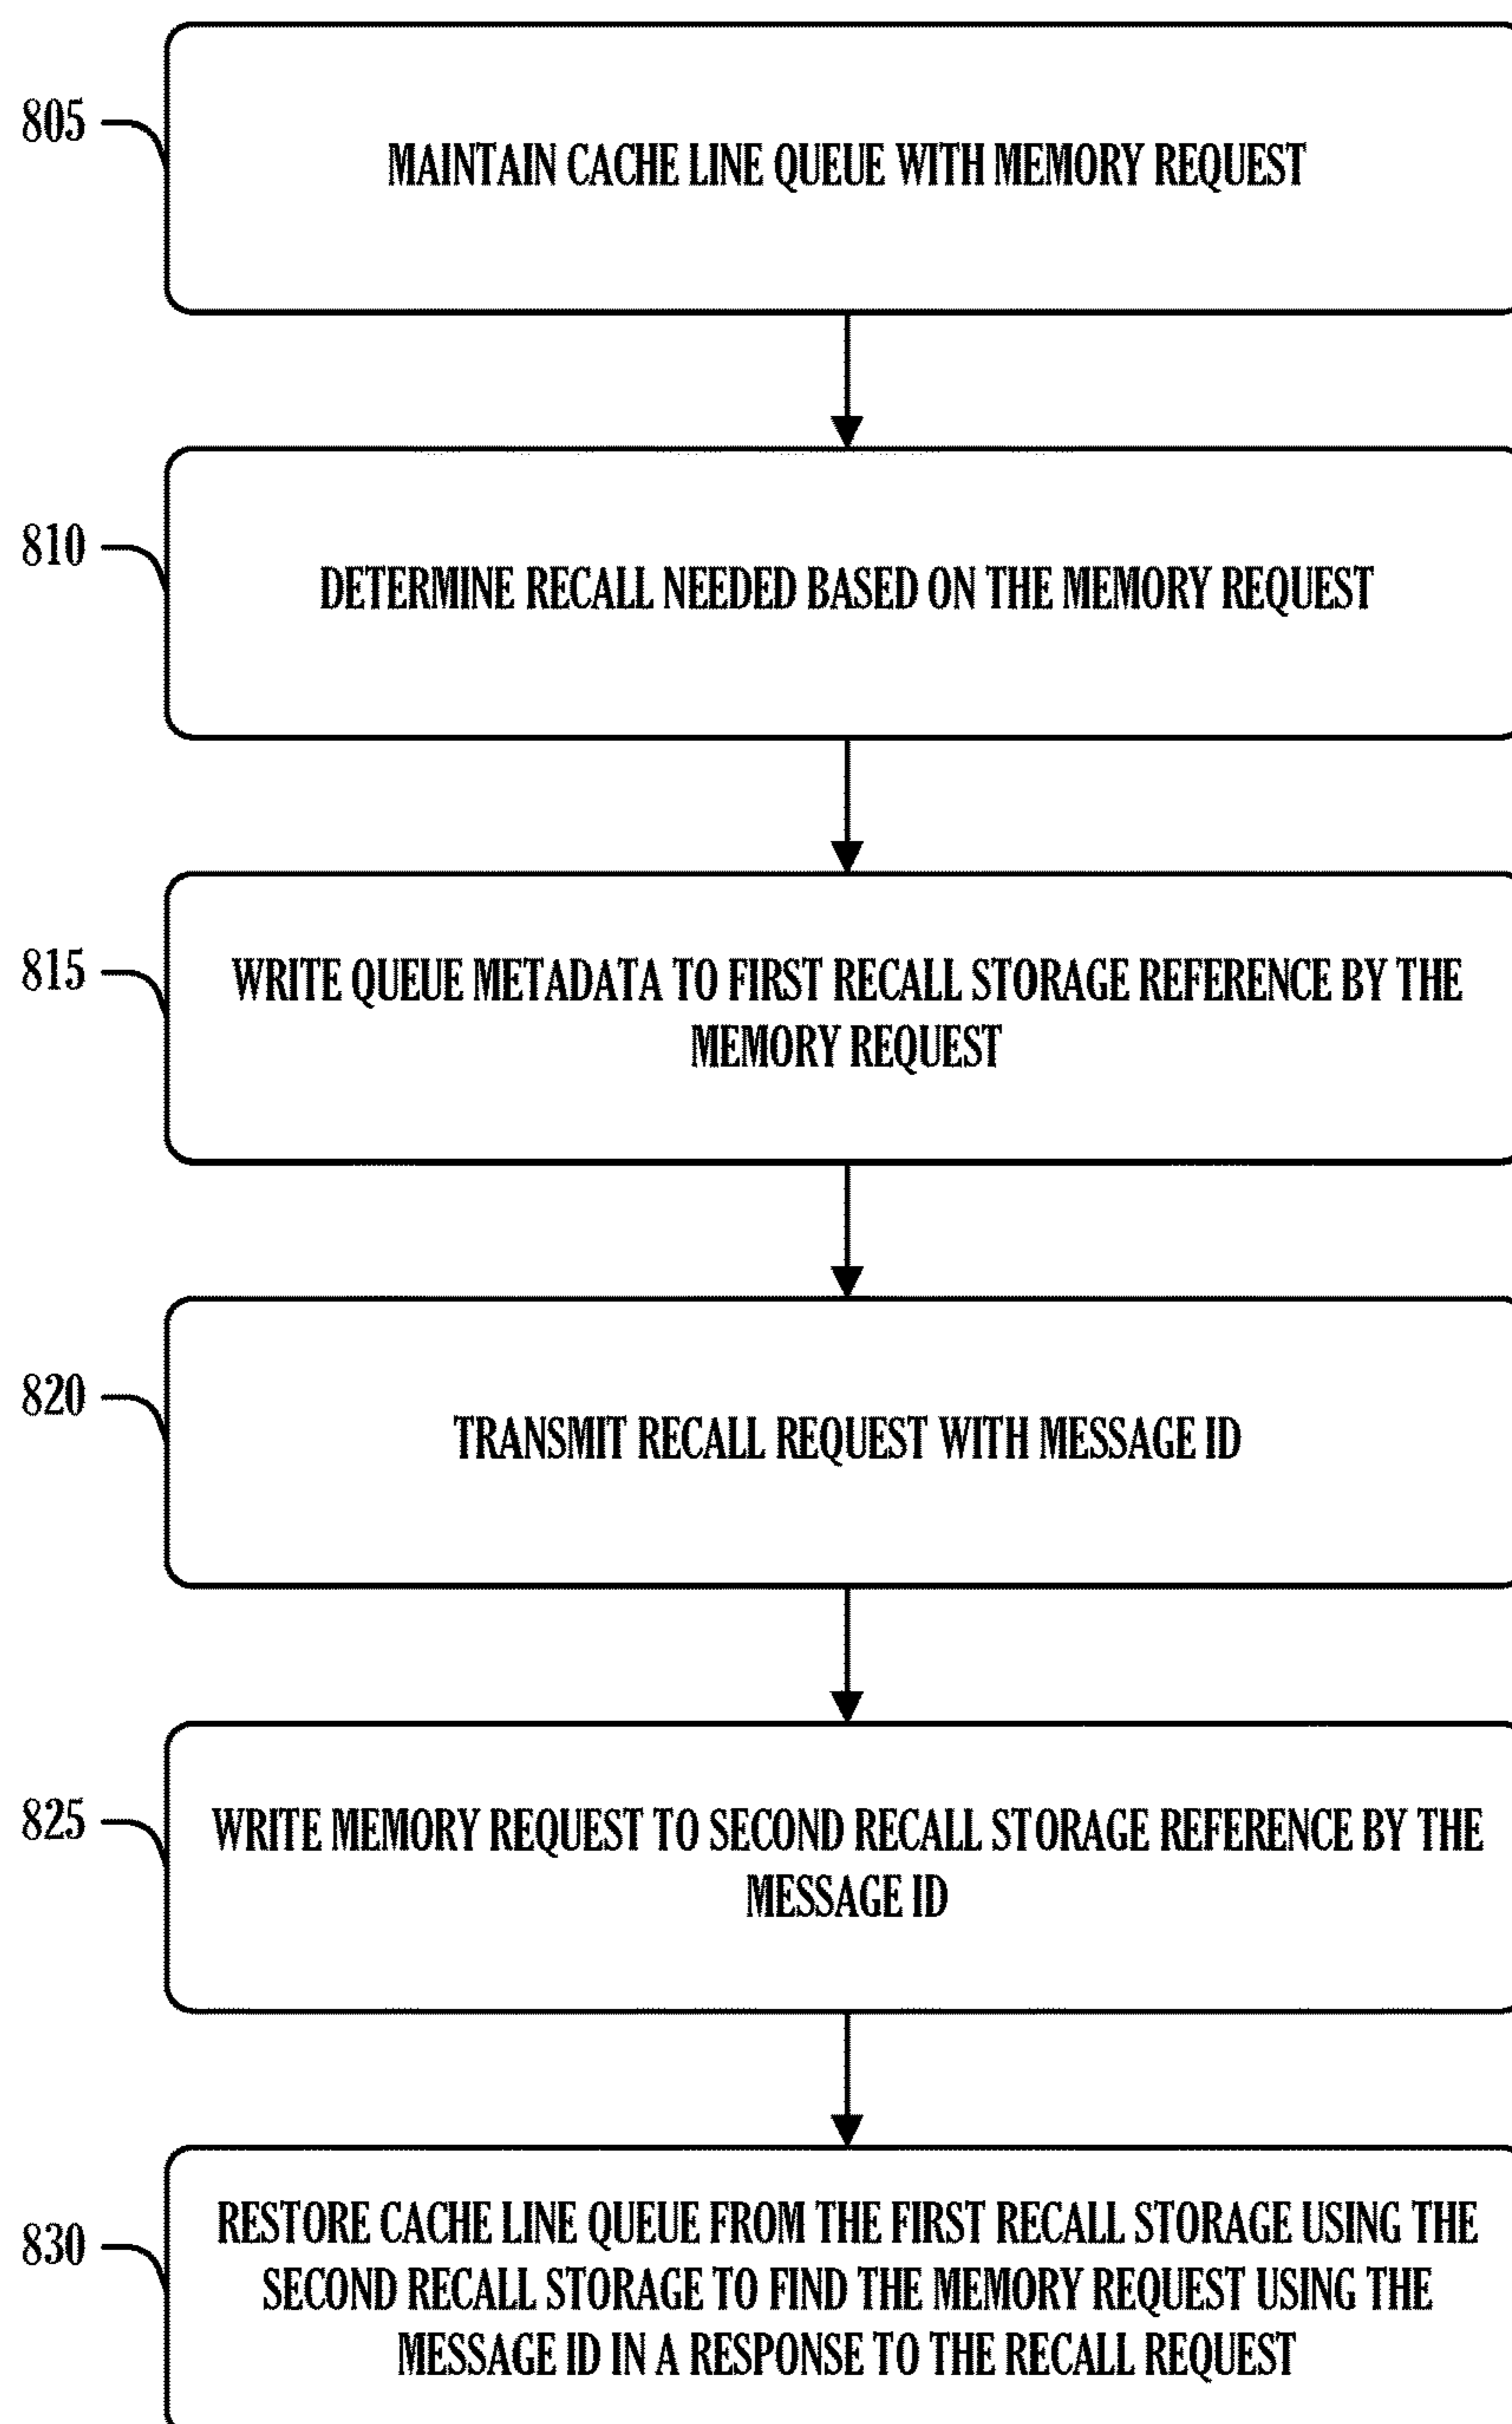 805
MAINTAIN CACHE LINE QUEUE WITH MEMORY REQUEST
810
DETERMINE RECALL NEEDED BASED ON THE MEMORY REQUEST
815
WRITE QUEUE METADATA TO FIRST RECALL STORAGE REFERENCE BY THE
MEMORY REQUEST
820
TRANSMIT RECALL REQUEST WITH MESSAGE ID
825
WRITE MEMORY REQUEST TO SECOND RECALL STORAGE REFERENCE BY THE
MESSAGE ID
830
RESTORE CACHE LINE QUEUE FROM THE FIRST RECALL STORAGE USING THE
SECOND RECALL STORAGE TO FIND THE MEMORY REQUEST USING THE
MESSAGE ID IN A RESPONSE TO THE RECALL REQUEST